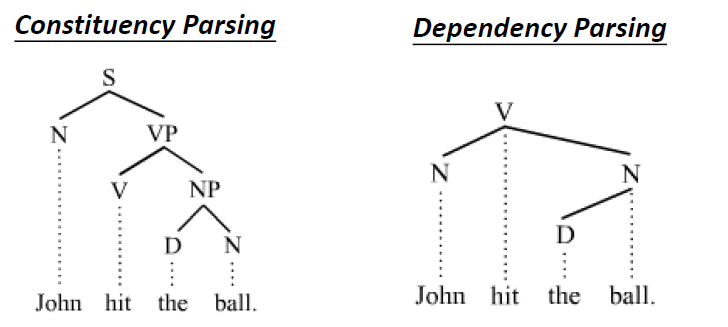 Constituency Parsing
Dependency Parsing
S
N VP
V NP
D N
John hit the ball.
V
N N
D
John hit the ball.